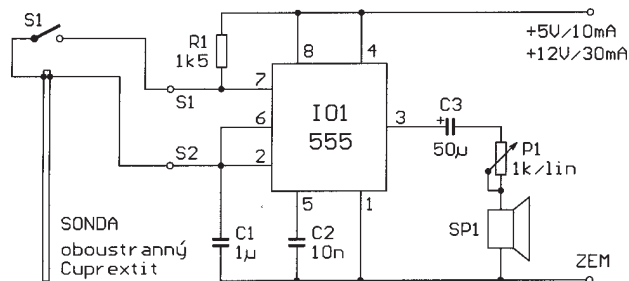 S1
R1
1k5
8
4
+5V/10mA
+12V/30mA
7
S1
IO1
555
6
3
C3
+
50µ
P1
1k/lin
S2
2
5
1
SP1
SONDA
oboustranný
Cuprextit
C1
1µ
C2
10n
ZEM